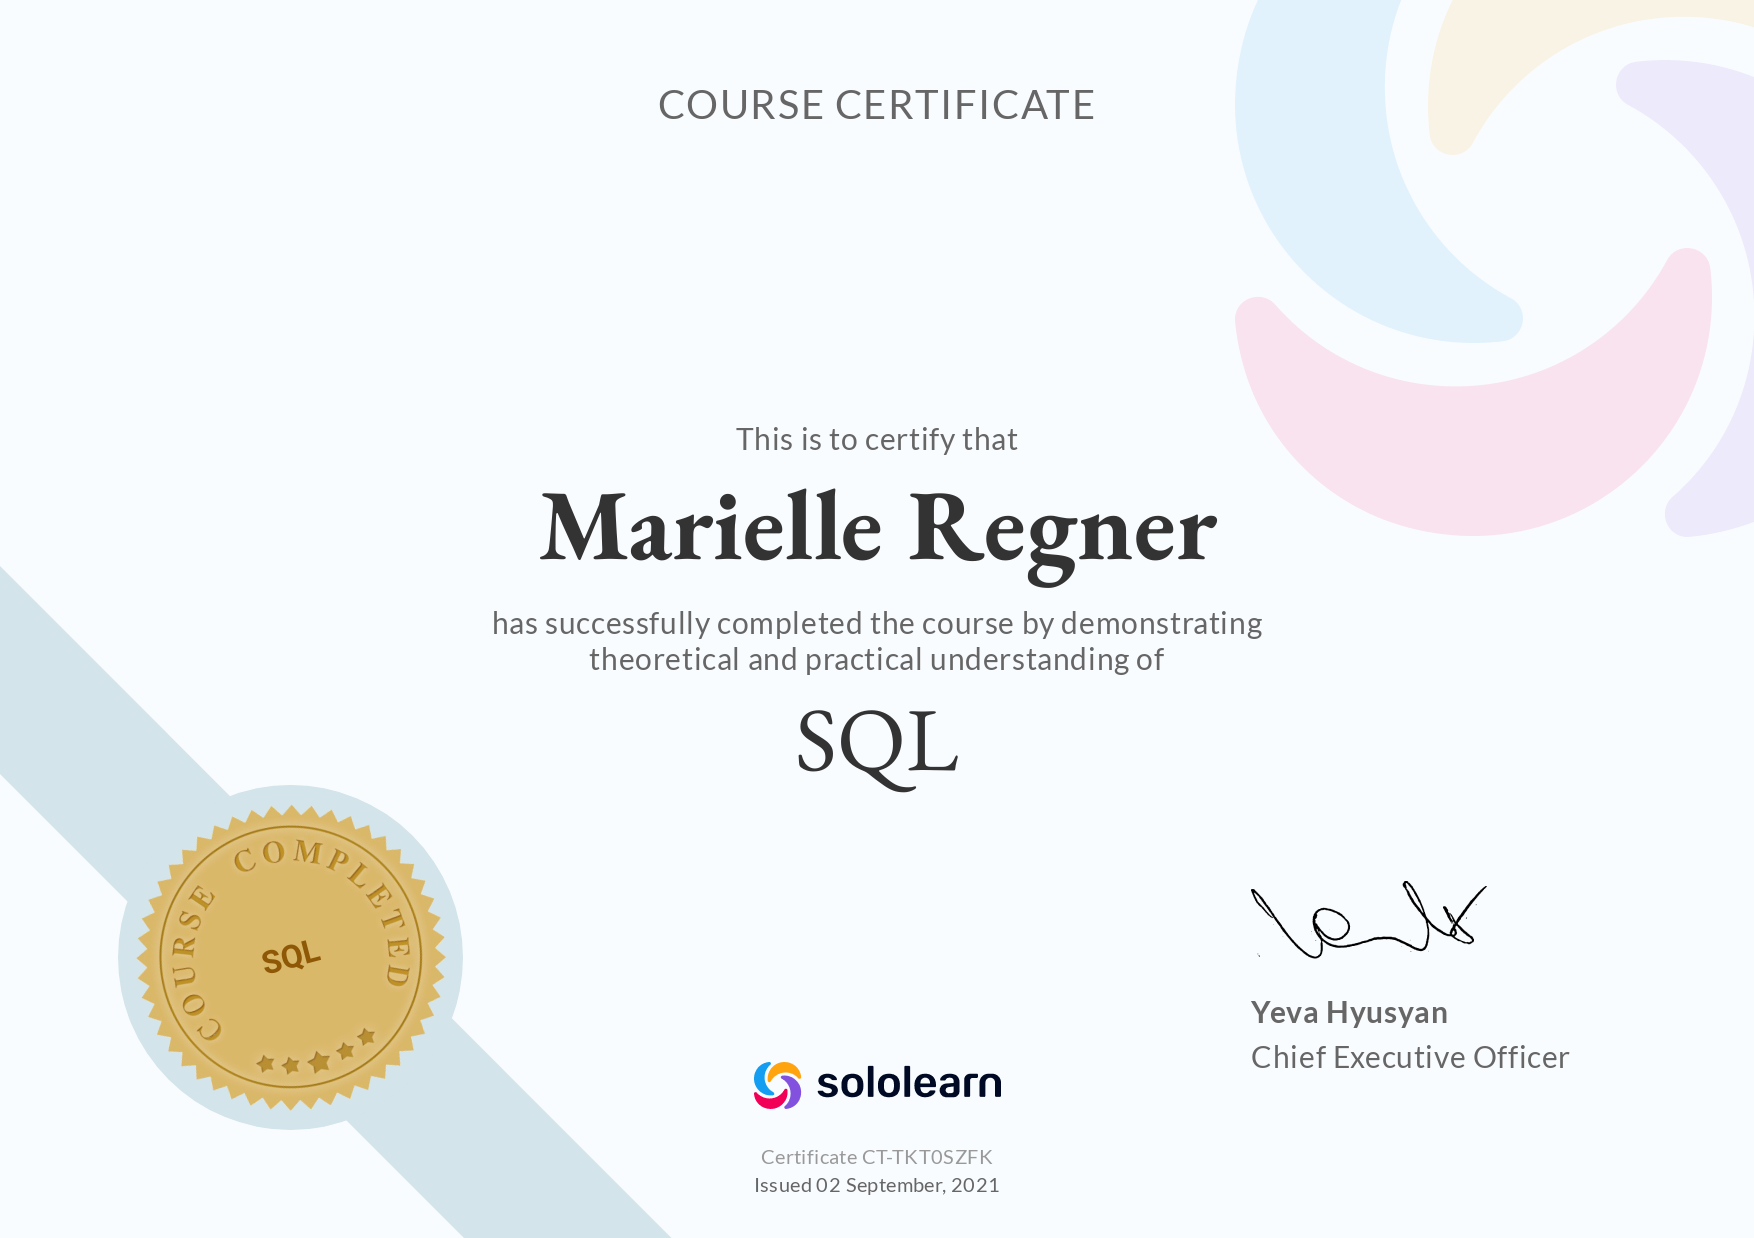 COURSE CERTIFICATE
This is to certify that
Marielle Regner
has successfully completed the course by demonstrating
theoretical and practical understanding of
SQL
COURSE COMPLETED
SQL
Yeva Hyusyan
Chief Executive Officer
sololearn
Certificate CT-TKT0SZFK
Issued 02 September, 2021